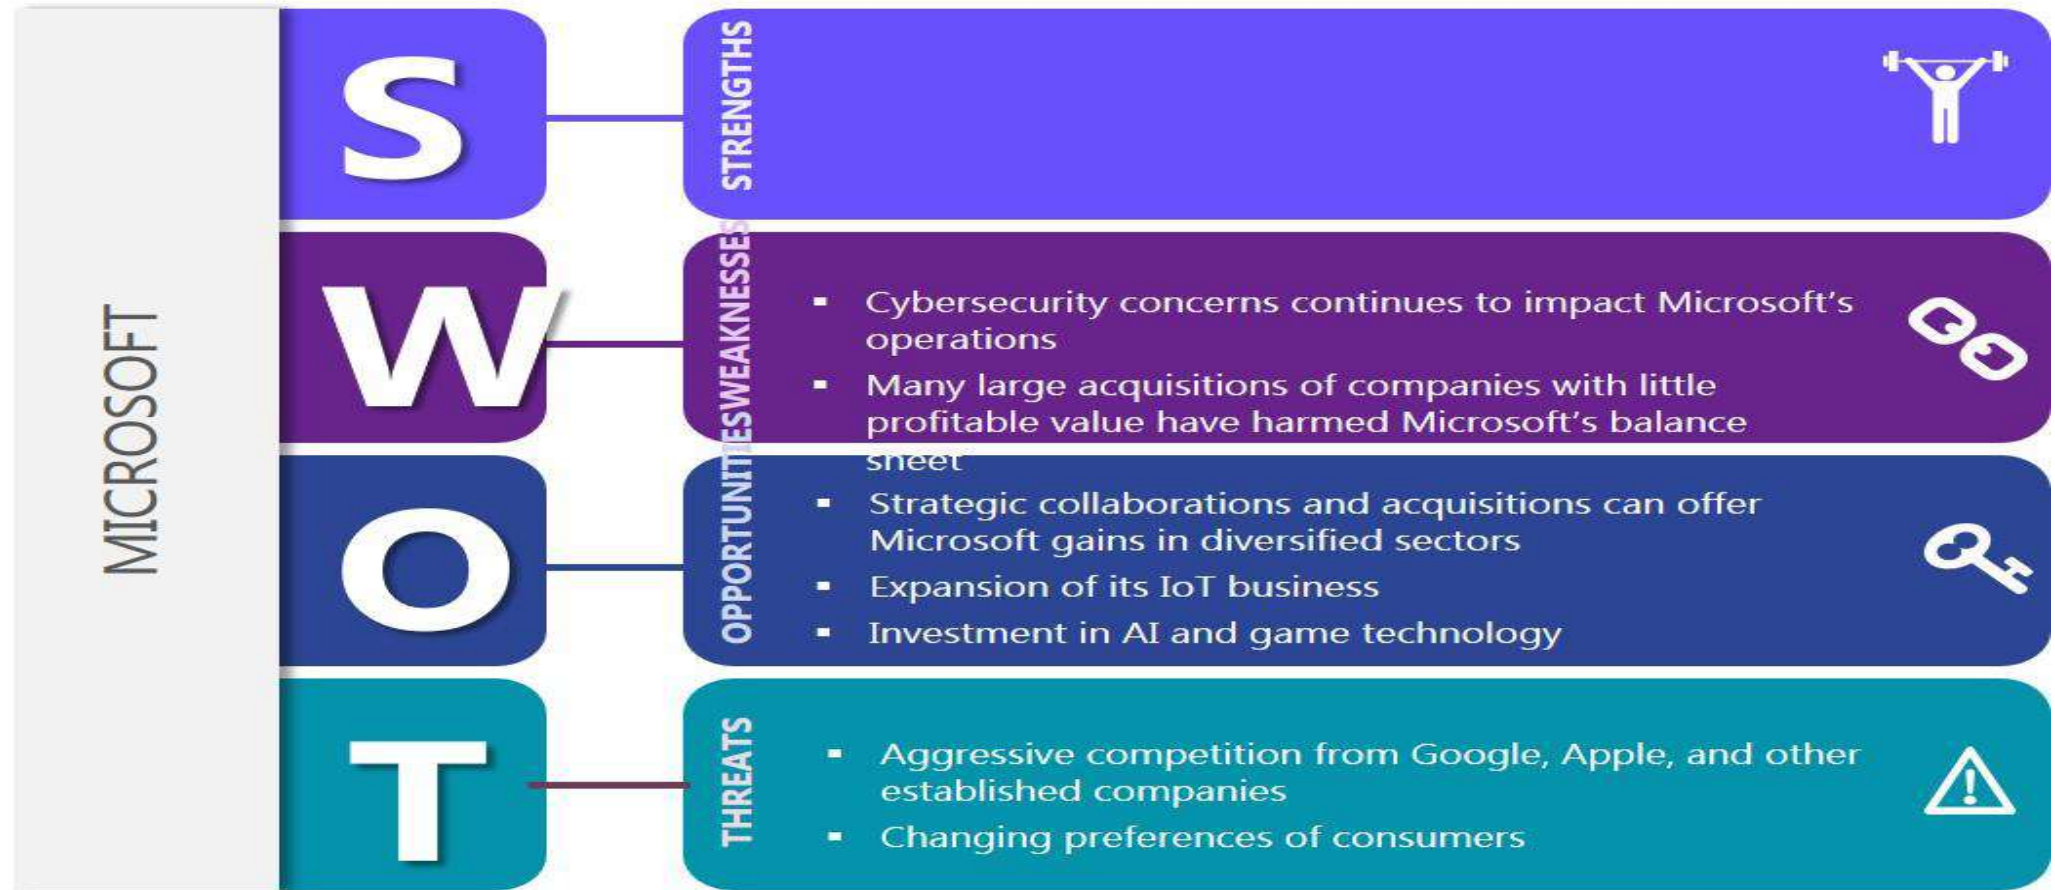 MICROSOFT
S
STRENGTHS
W
WEAKNESSES
▪ Cybersecurity concerns continues to impact Microsoft’s
operations
▪ Many large acquisitions of companies with little
profitable value have harmed Microsoft’s balance
sheet
O
OPPORTUNITIES
▪ Strategic collaborations and acquisitions can offer
Microsoft gains in diversified sectors
▪ Expansion of its IoT business
▪ Investment in AI and game technology
T
THREATS
▪ Aggressive competition from Google, Apple, and other
established companies
▪ Changing preferences of consumers